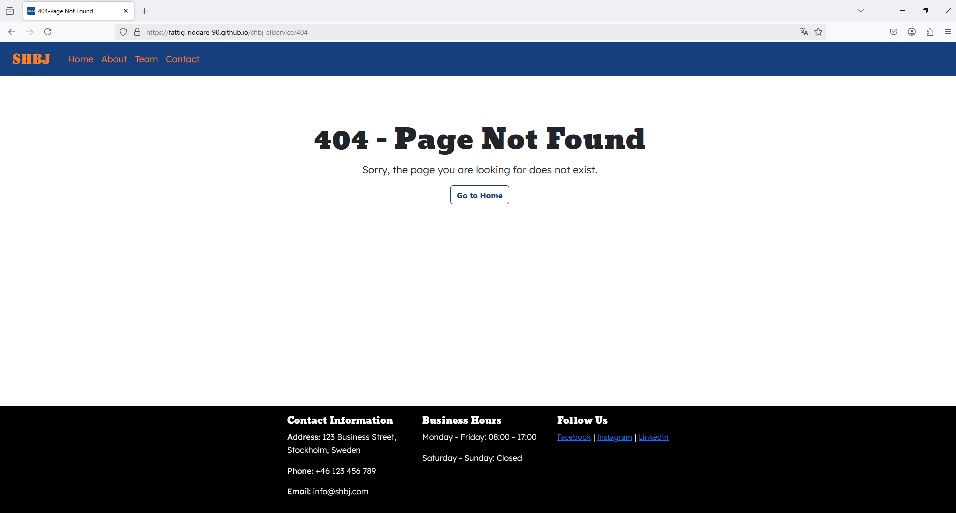 404-Page Not Found
https://fattig-riddare-90.github.io/shbj-allservice/404
SHBJ Home About Team Contact
404 - Page Not Found
Sorry, the page you are looking for does not exist.
Go to Home
Contact Information
Address: 123 Business Street,
Stockholm, Sweden
Phone: +46 123 456 789
Email: info@shbj.com
Business Hours
Monday - Friday: 08:00 - 17:00
Saturday - Sunday: Closed
Follow Us
Facebook | Instagram | LinkedIn